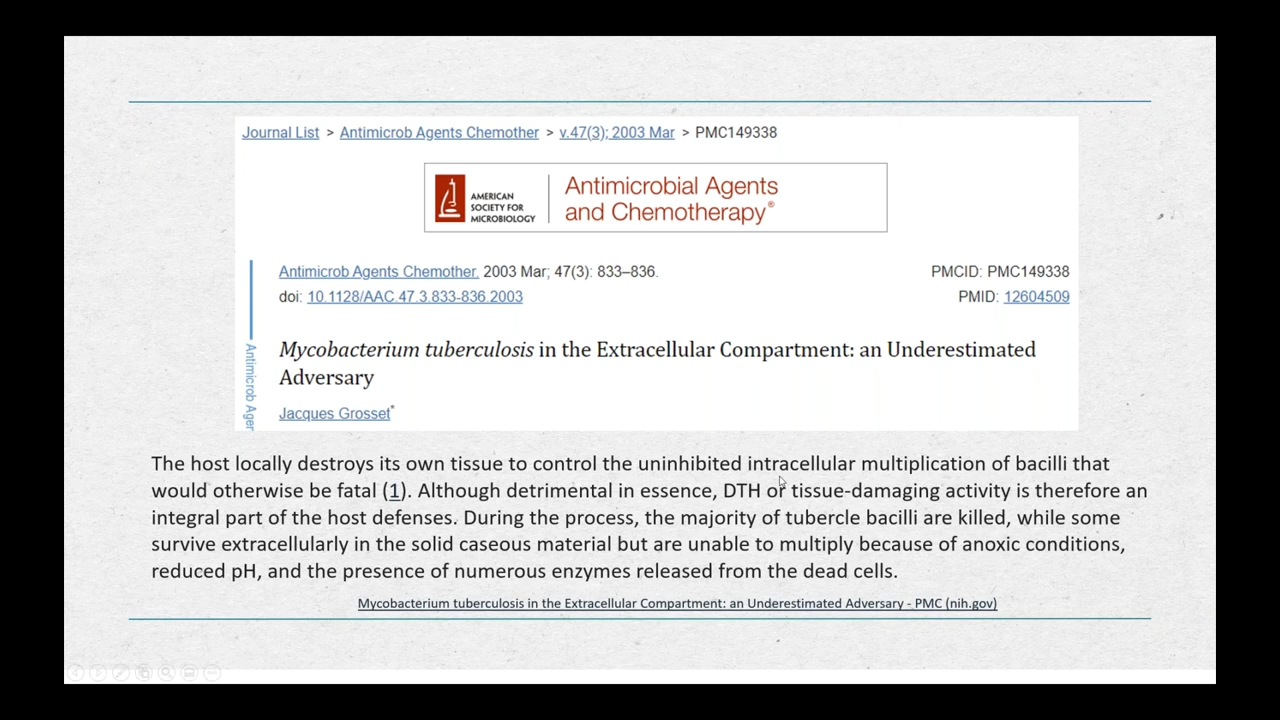 Journal List > Antimicrob Agents Chemother > v.47(3); 2003 Mar > PMC149338
AMERICAN
SOCIETY FOR
MICROBIOLOGY
Antimicrobial Agents
and Chemotherapy®
Antimicrob Agents Chemother. 2003 Mar; 47(3): 833–836.
PMCID: PMC149338
doi: 10.1128/AAC.47.3.833-836.2003
PMID: 12604509
Antimicrob Ager
Mycobacterium tuberculosis in the Extracellular Compartment: an Underestimated
Adversary
Jacques Grosset*
The host locally destroys its own tissue to control the uninhibited intracellular multiplication of bacilli that
would otherwise be fatal (1). Although detrimental in essence, DTH or tissue-damaging activity is therefore an
integral part of the host defenses. During the process, the majority of tubercle bacilli are killed, while some
survive extracellularly in the solid caseous material but are unable to multiply because of anoxic conditions,
reduced pH, and the presence of numerous enzymes released from the dead cells.
Mycobacterium tuberculosis in the Extracellular Compartment: an Underestimated Adversary - PMC (nih.gov)